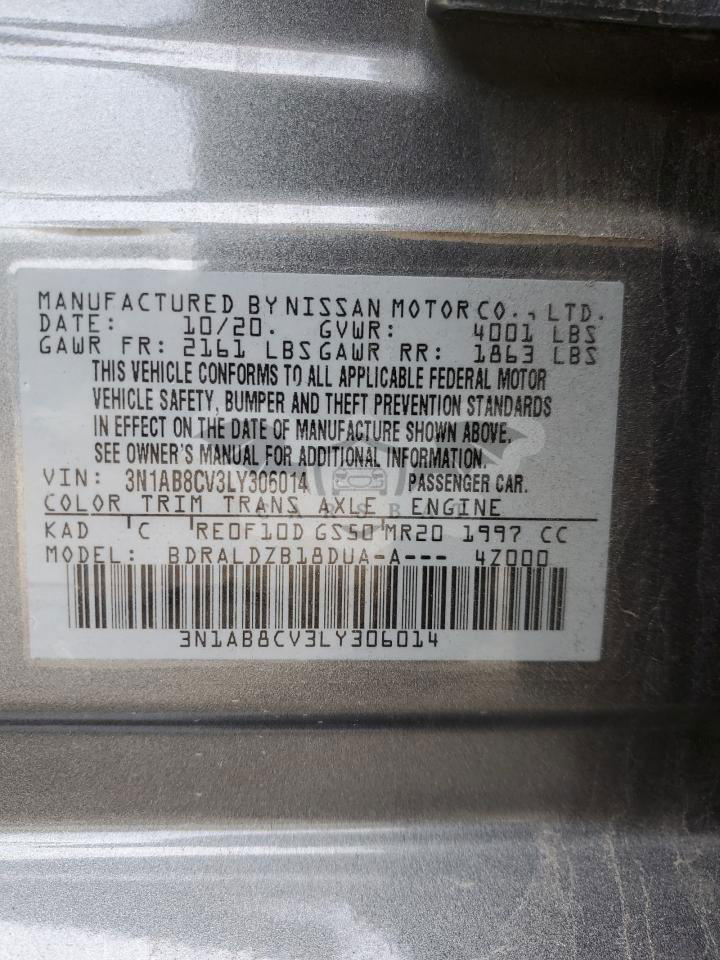 MANUFACTURED BY NISSAN MOTOR CO., LTD.
DATE: 10/20. GVWR: 4001 LBS
GAWR FR: 2161 LBS GAWR RR: 1863 LBS
THIS VEHICLE CONFORMS TO ALL APPLICABLE FEDERAL MOTOR
VEHICLE SAFETY, BUMPER AND THEFT PREVENTION STANDARDS
IN EFFECT ON THE DATE OF MANUFACTURE SHOWN ABOVE.
SEE OWNER'S MANUAL FOR ADDITIONAL INFORMATION.
VIN: 3N1AB8CV3LY306014 PASSENGER CAR.
COLOR TRIM TRANS AXLE ENGINE
KAD C RE0F10D GS50 MR20 1997 CC
MODEL: BDRALDZB18DUA-A--- 4Z000
3N1AB8CV3LY306014